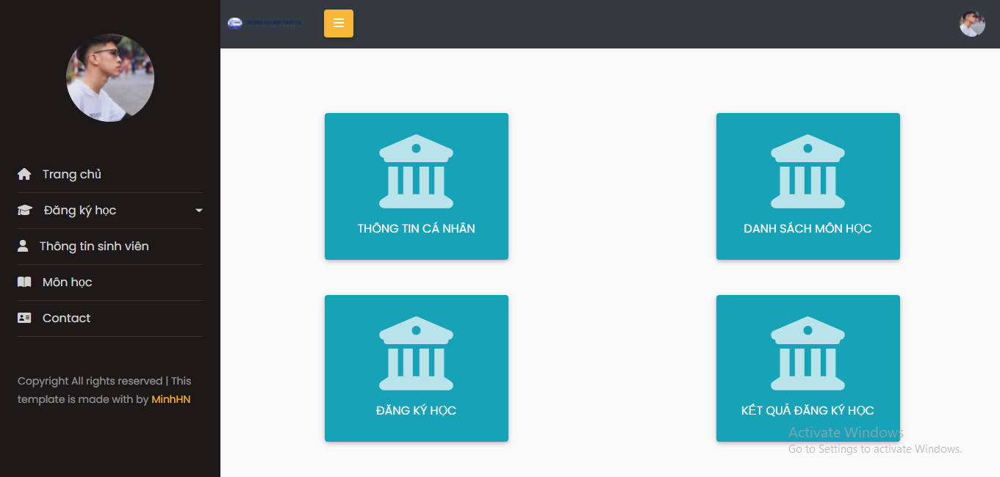 Trang chủ
Đăng ký học
Thông tin sinh viên
Môn học
Contact
Copyright All rights reserved | This
template is made with by MinhHN
THÔNG TIN CÁ NHÂN
DANH SÁCH MÔN HỌC
ĐĂNG KÝ HỌC
KẾT QUẢ ĐĂNG KÝ HỌC
Activate Windows
Go to Settings to activate Windows.